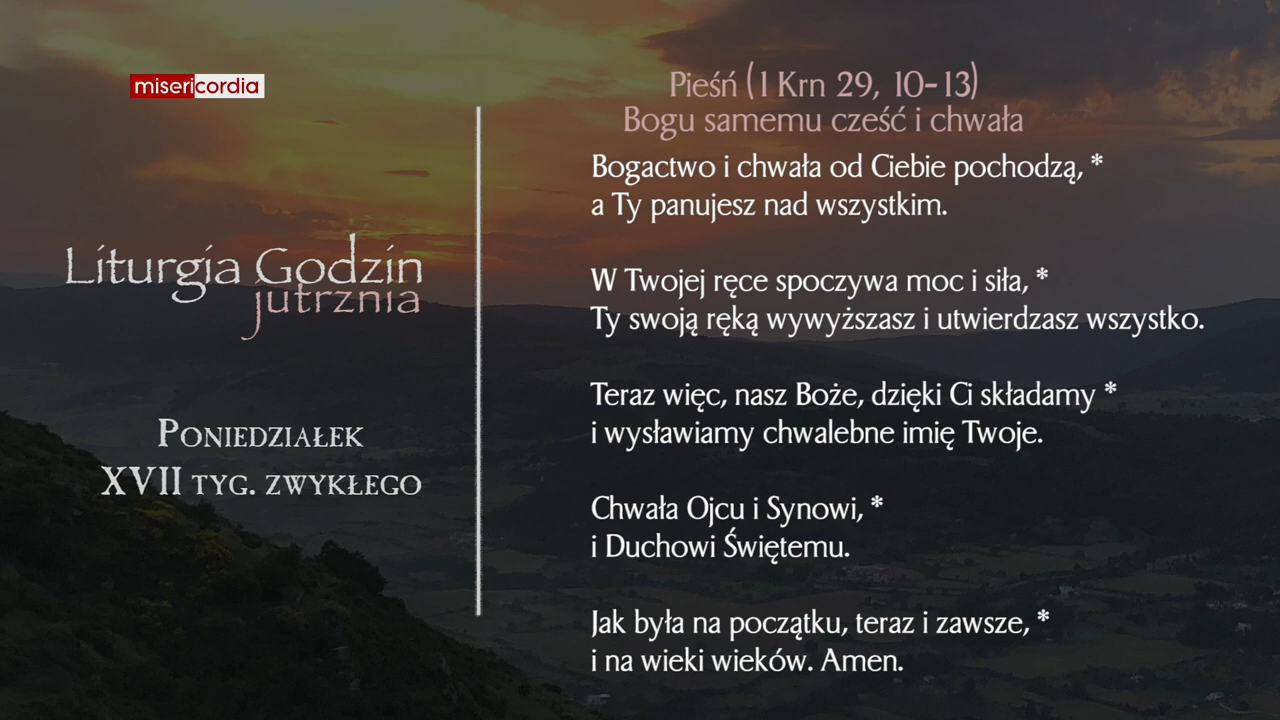 misericordia
Liturgia Godzin
jutrznia
Poniedziałek
XVII tyg. zwykłego
Pieśń (1 Krn 29, 10-13)
Bogu samemu cześć i chwała
Bogactwo i chwała od Ciebie pochodzą, *
a Ty panujesz nad wszystkim.
W Twojej ręce spoczywa moc i siła, *
Ty swoją ręką wywyższasz i utwierdzasz wszystko.
Teraz więc, nasz Boże, dzięki Ci składamy *
i wysławiamy chwalebne imię Twoje.
Chwała Ojcu i Synowi, *
i Duchowi Świętemu.
Jak była na początku, teraz i zawsze, *
i na wieki wieków. Amen.